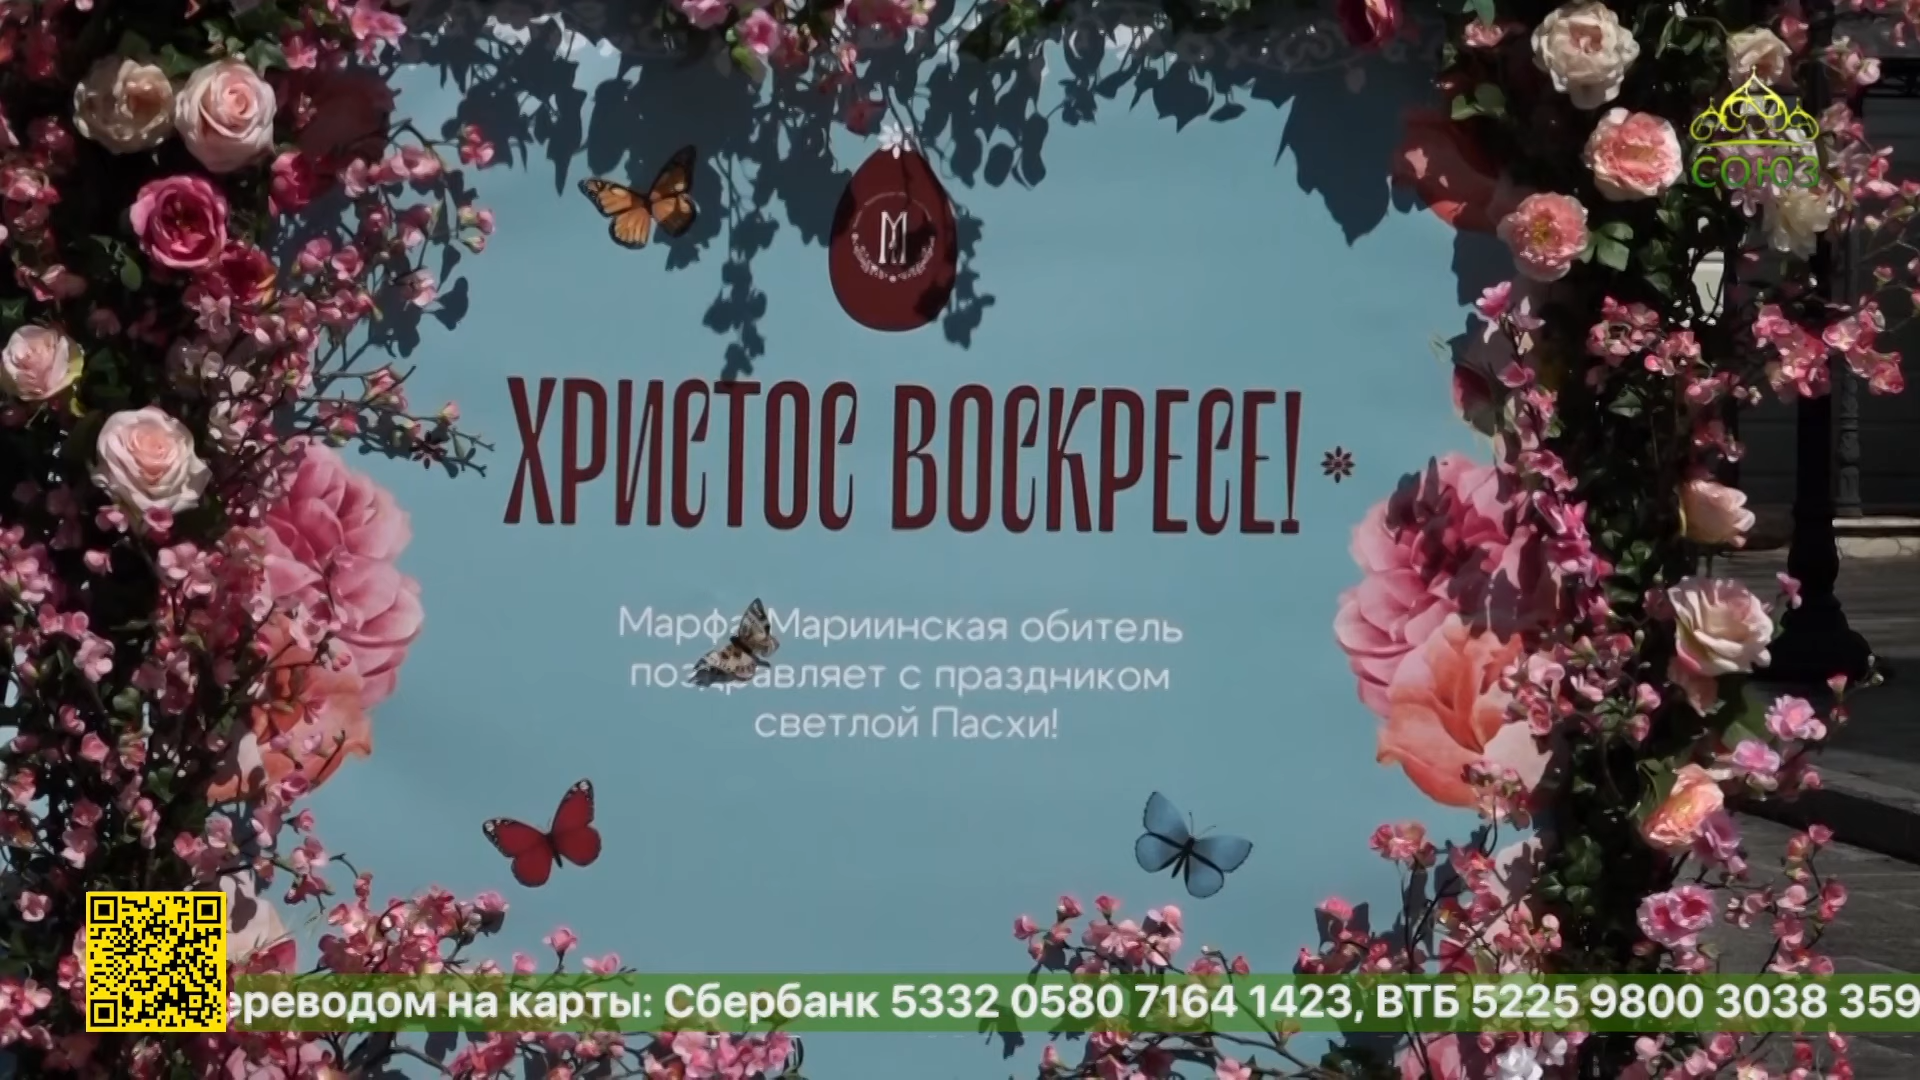 СОЮЗ
М
ХРИСТОС ВОСКРЕСЕ!
Марфо-Мариинская обитель
поздравляет с праздником
светлой Пасхи!
ереводом на карты: Сбербанк 5332 0580 7164 1423, ВТБ 5225 9800 3038 359